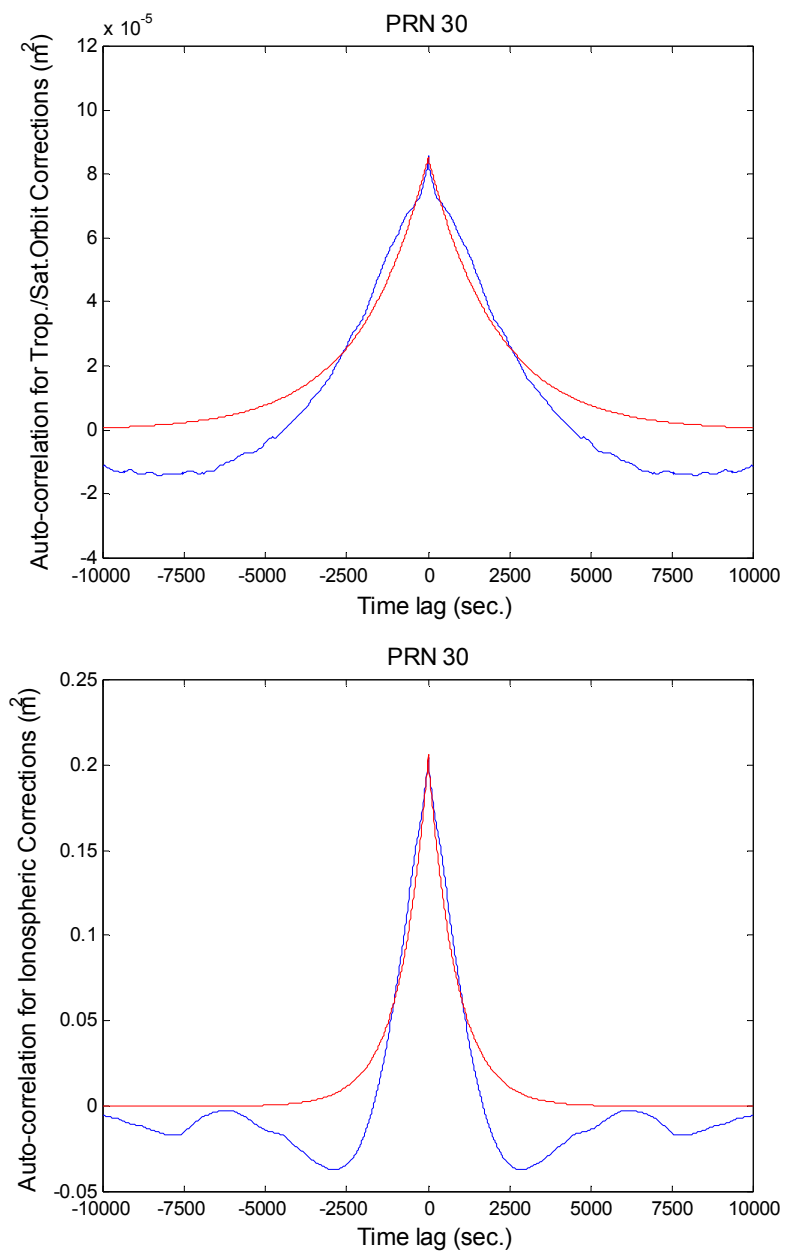 x 10-5
PRN 30
12
10
8
6
4
2
0
-2
-4
Auto-correlation for Trop./Sat.Orbit Corrections (m2)
-10000 -7500 -5000 -2500 0 2500 5000 7500 10000
Time lag (sec.)
PRN 30
0.25
0.2
0.15
0.1
0.05
0
-0.05
Auto-correlation for Ionospheric Corrections (m2)
-10000 -7500 -5000 -2500 0 2500 5000 7500 10000
Time lag (sec.)